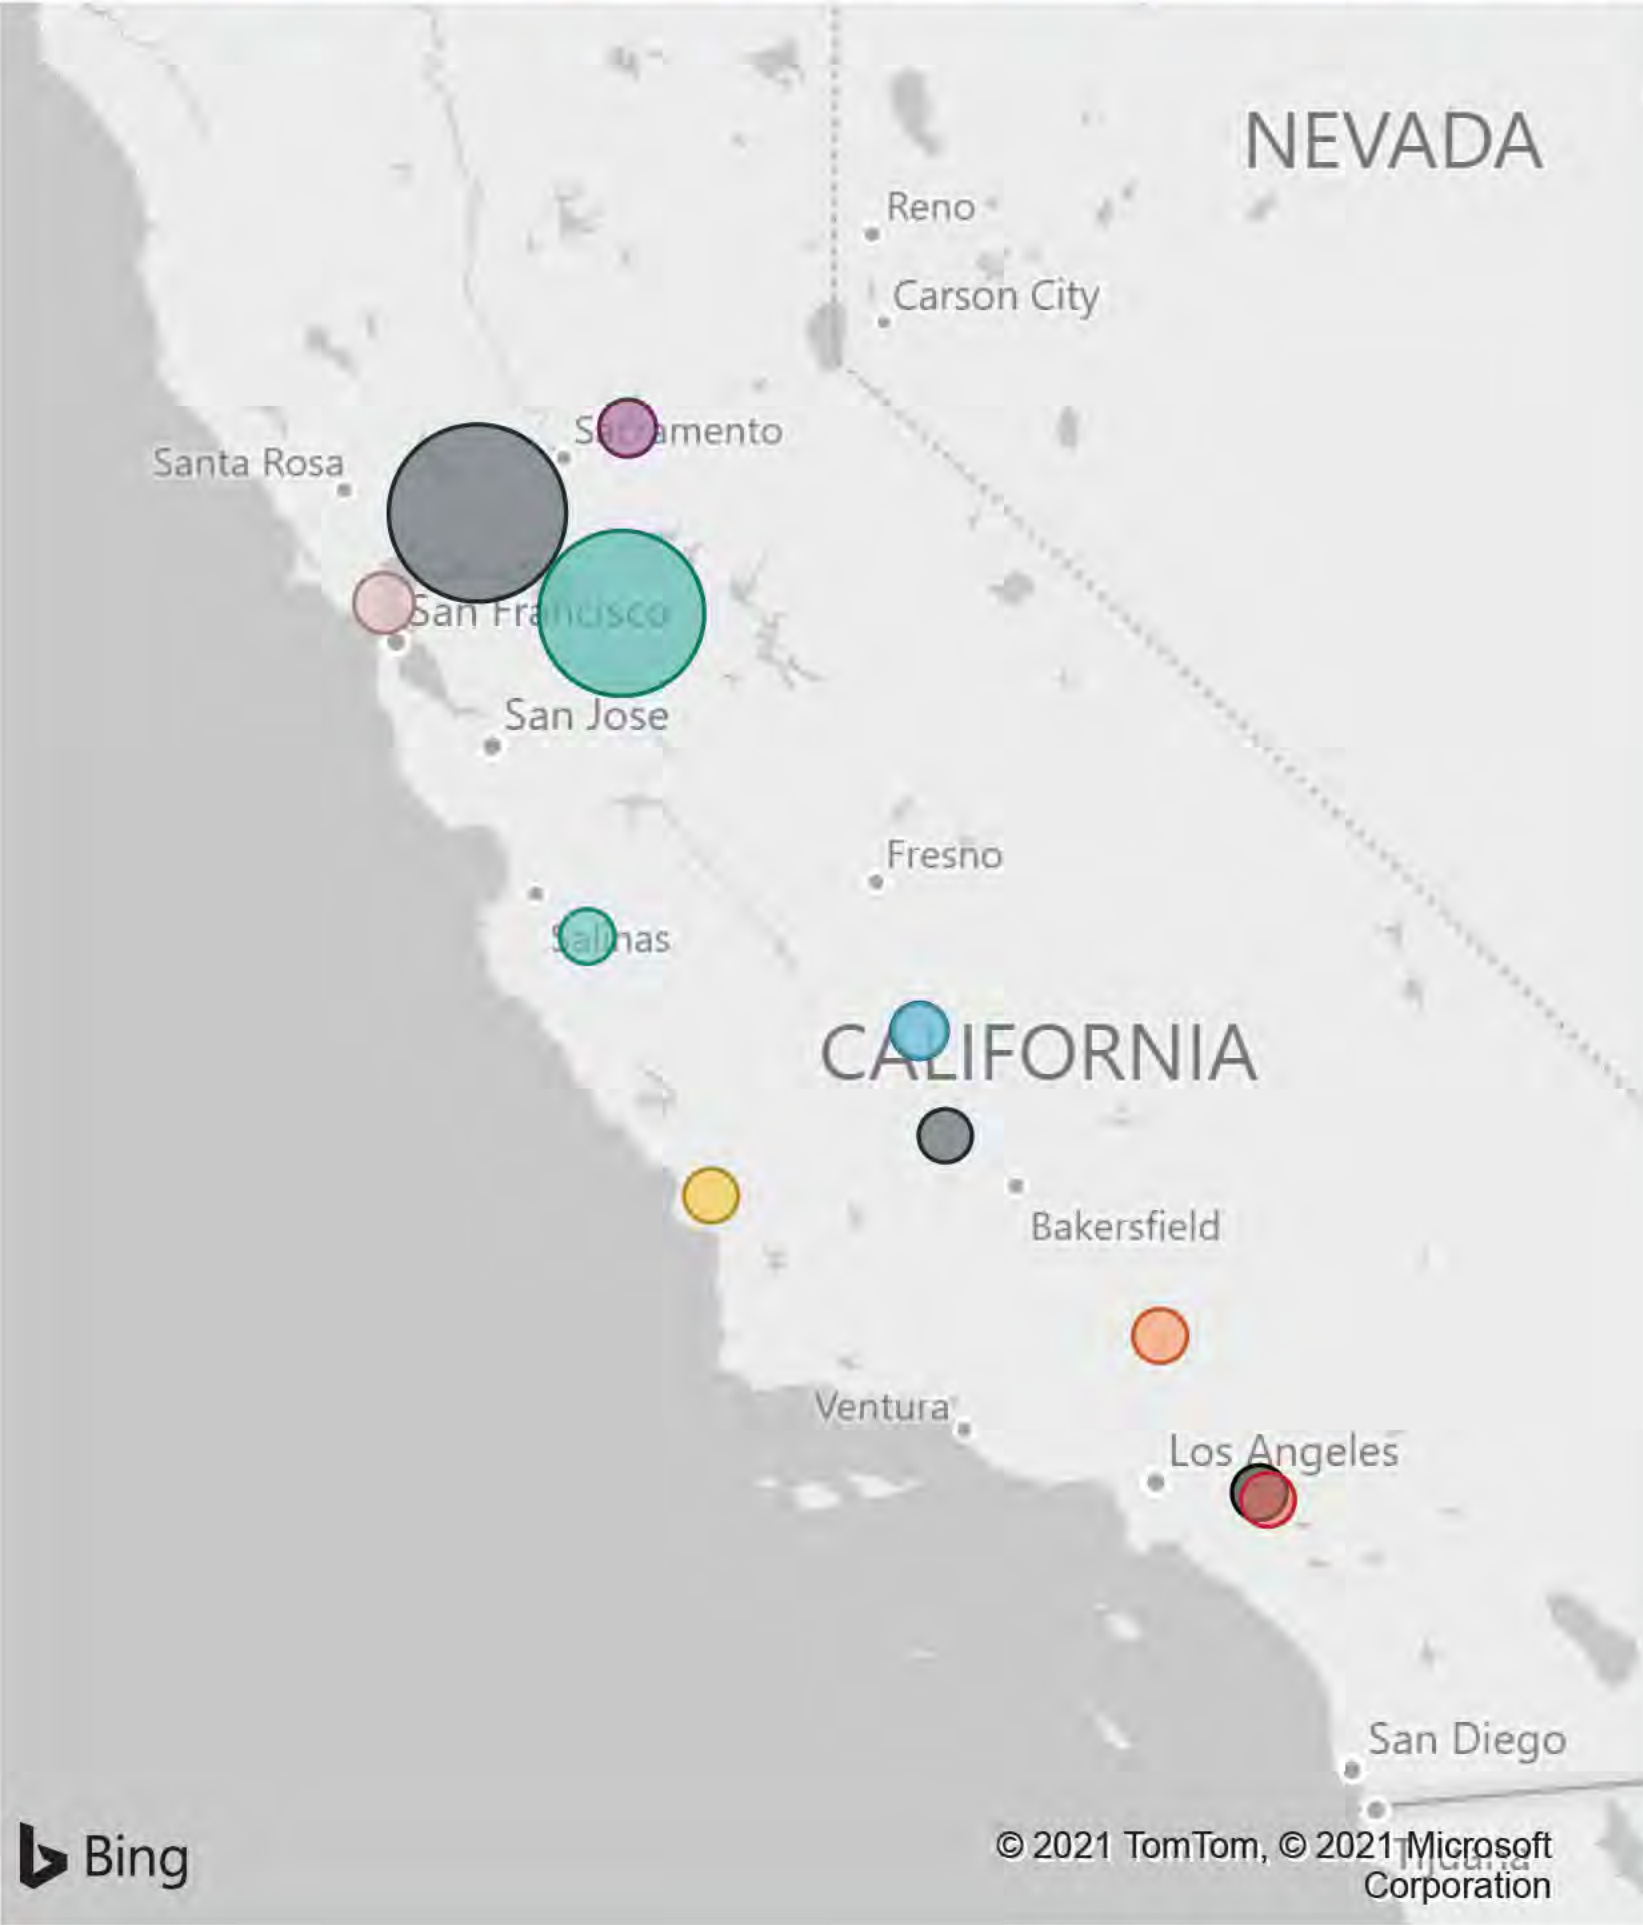 NEVADA
Reno
Carson City
Sacramento
Santa Rosa
San Francisco
San Jose
Fresno
Salinas
CALIFORNIA
Bakersfield
Ventura
Los Angeles
San Diego
Tijuana
Bing
© 2021 TomTom, © 2021 Microsoft
Corporation